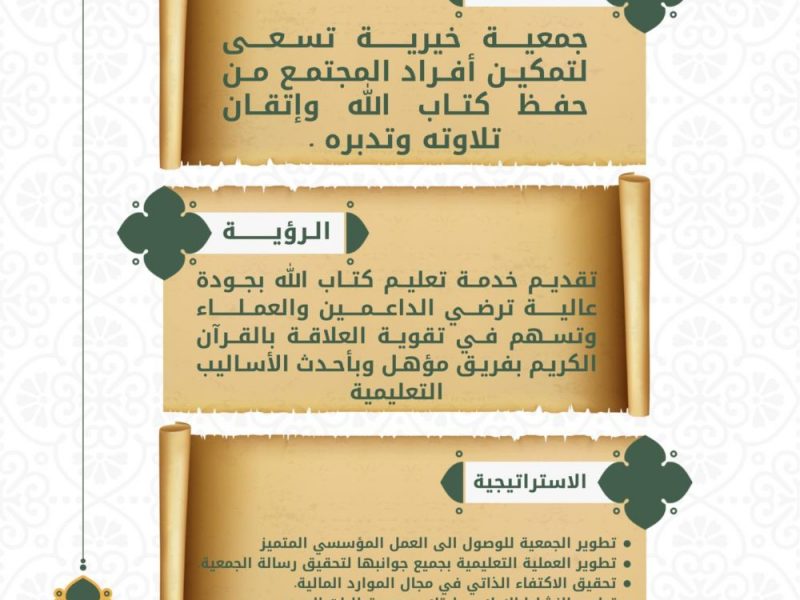 جمعية خيرية تسعى
لتمكين أفراد المجتمع من
حفظ كتاب الله وإتقان
تلاوته وتدبره .
الرؤية
تقديم خدمة تعليم كتاب الله بجودة
عالية ترضي الداعمين والعملاء
وتسهم في تقوية العلاقة بالقرآن
الكريم بفريق مؤهل وبأحدث الأساليب
التعليمية
الاستراتيجية
• تطوير الجمعية للوصول الى العمل المؤسسي المتميز
• تطوير العملية التعليمية بجميع جوانبها لتحقيق رسالة الجمعية.
• تحقيق الاكتفاء الذاتي في مجال الموارد المالية.